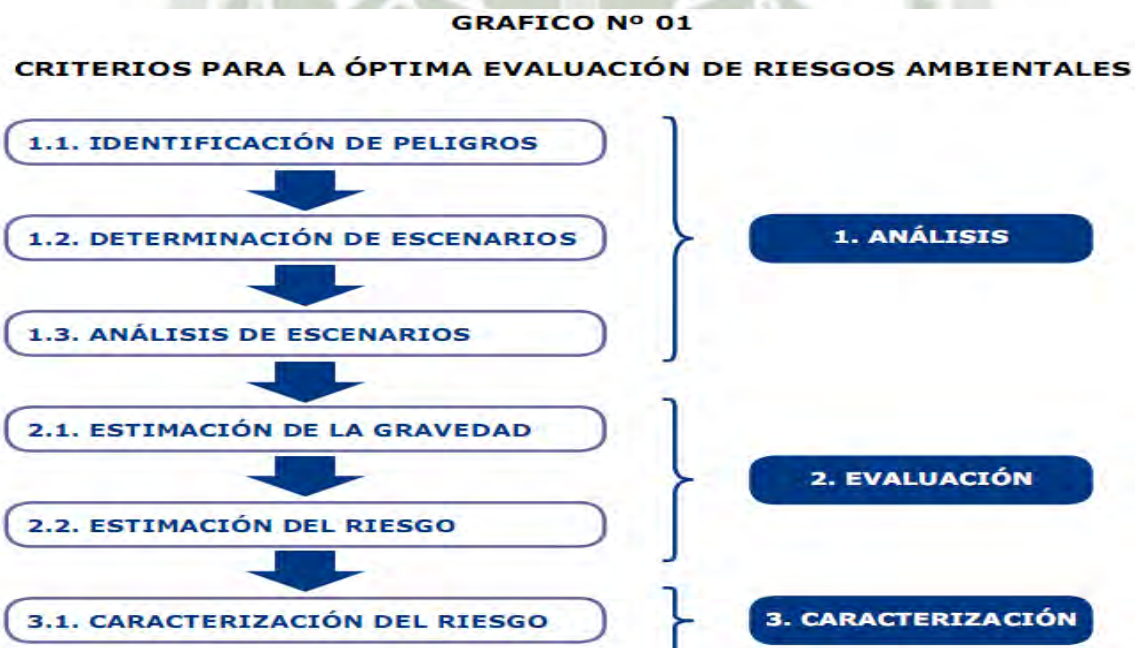 GRAFICO Nº 01
CRITERIOS PARA LA ÓPTIMA EVALUACIÓN DE RIESGOS AMBIENTALES
1.1. IDENTIFICACIÓN DE PELIGROS
1.2. DETERMINACIÓN DE ESCENARIOS
1.3. ANÁLISIS DE ESCENARIOS
1. ANÁLISIS
2.1. ESTIMACIÓN DE LA GRAVEDAD
2.2. ESTIMACIÓN DEL RIESGO
2. EVALUACIÓN
3.1. CARACTERIZACIÓN DEL RIESGO
3. CARACTERIZACIÓN